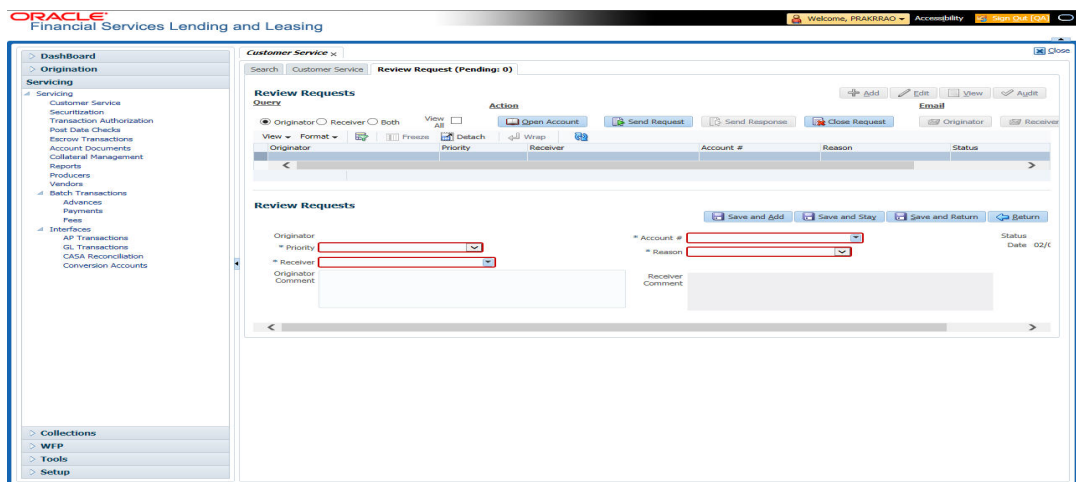 ORACLE
Financial Services Lending and Leasing
Welcome, PRAKRRAO Accessibility Sign Out [QA]
Close
DashBoard
Origination
Servicing
Servicing
Customer Service
Securitization
Transaction Authorization
Post Date Checks
Escrow Transactions
Account Documents
Collateral Management
Reports
Producers
Vendors
Batch Transactions
Advances
Payments
Fees
Interfaces
AP Transactions
GL Transactions
CASA Reconciliation
Conversion Accounts
Collections
WFP
Tools
Setup
Customer Service
Search Customer Service Review Request (Pending: 0)
Review Requests
Add Edit View Audit
Query Action Email
Originator Receiver Both View All Open Account Send Request Send Response Close Request Originator Receiver
View Format Freeze Detach Wrap
Originator Priority Receiver Account # Reason Status
Review Requests
Save and Add Save and Stay Save and Return Return
Originator * Account # Status
* Priority * Reason Date 02/0
* Receiver
Originator Comment Receiver Comment